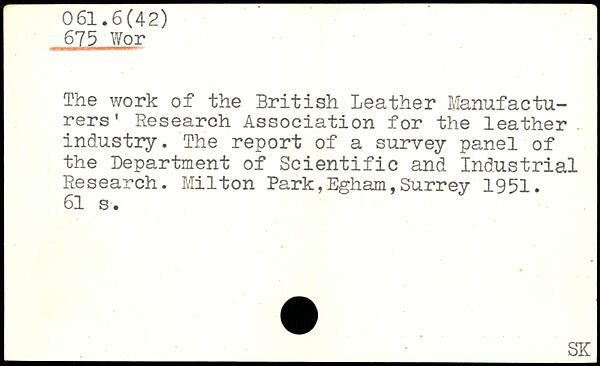 061.6(42)
675 Wor
The work of the British Leather Manufactu-
rers' Research Association for the leather
industry. The report of a survey panel of
the Department of Scientific and Industrial
Research. Milton Park,Egham,Surrey 1951.
61 s.
SK